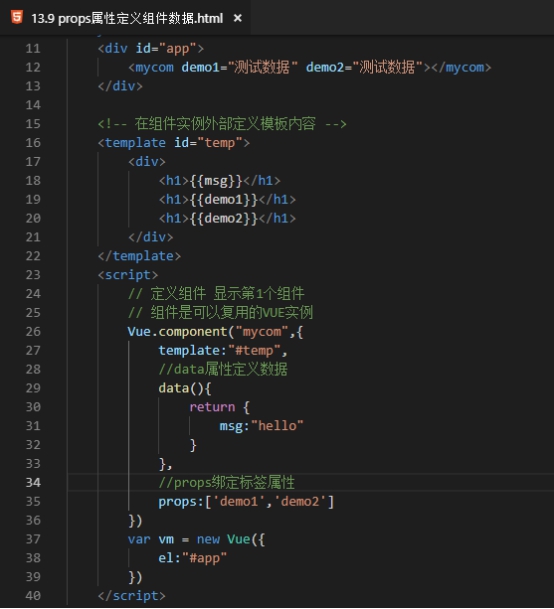 13.9 props属性定义组件数据.html ×
11 <div id="app">
12 <mycom demo1="测试数据" demo2="测试数据"></mycom>
13 </div>
14
15 <!-- 在组件实例外部定义模板内容 -->
16 <template id="temp">
17 <div>
18 <h1>{{msg}}</h1>
19 <h1>{{demo1}}</h1>
20 <h1>{{demo2}}</h1>
21 </div>
22 </template>
23 <script>
24 // 定义组件 显示第1个组件
25 // 组件是可以复用的VUE实例
26 Vue.component("mycom",{
27 template:"#temp",
28 //data属性定义数据
29 data(){
30 return {
31 msg:"hello"
32 }
33 },
34 //props绑定标签属性
35 props:['demo1','demo2']
36 })
37 var vm = new Vue({
38 el:"#app"
39 })
40 </script>